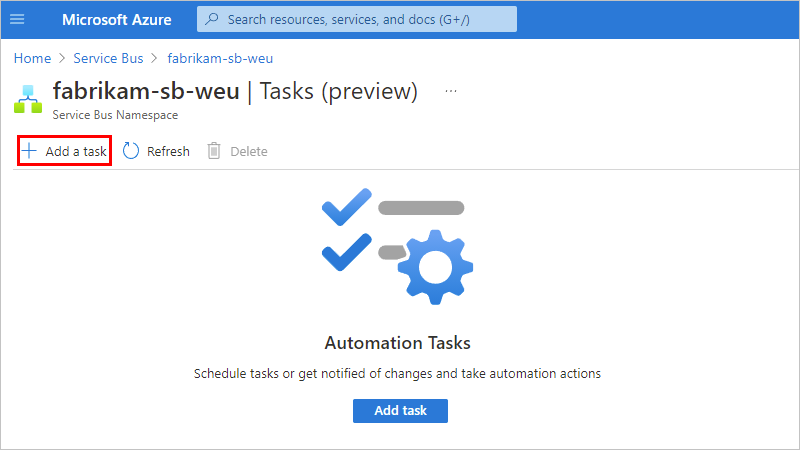 Microsoft Azure
Search resources, services, and docs (G+/)
Home > Service Bus > fabrikam-sb-weu
fabrikam-sb-weu | Tasks (preview) ...
Service Bus Namespace
Add a task Refresh Delete
Automation Tasks
Schedule tasks or get notified of changes and take automation actions
Add task